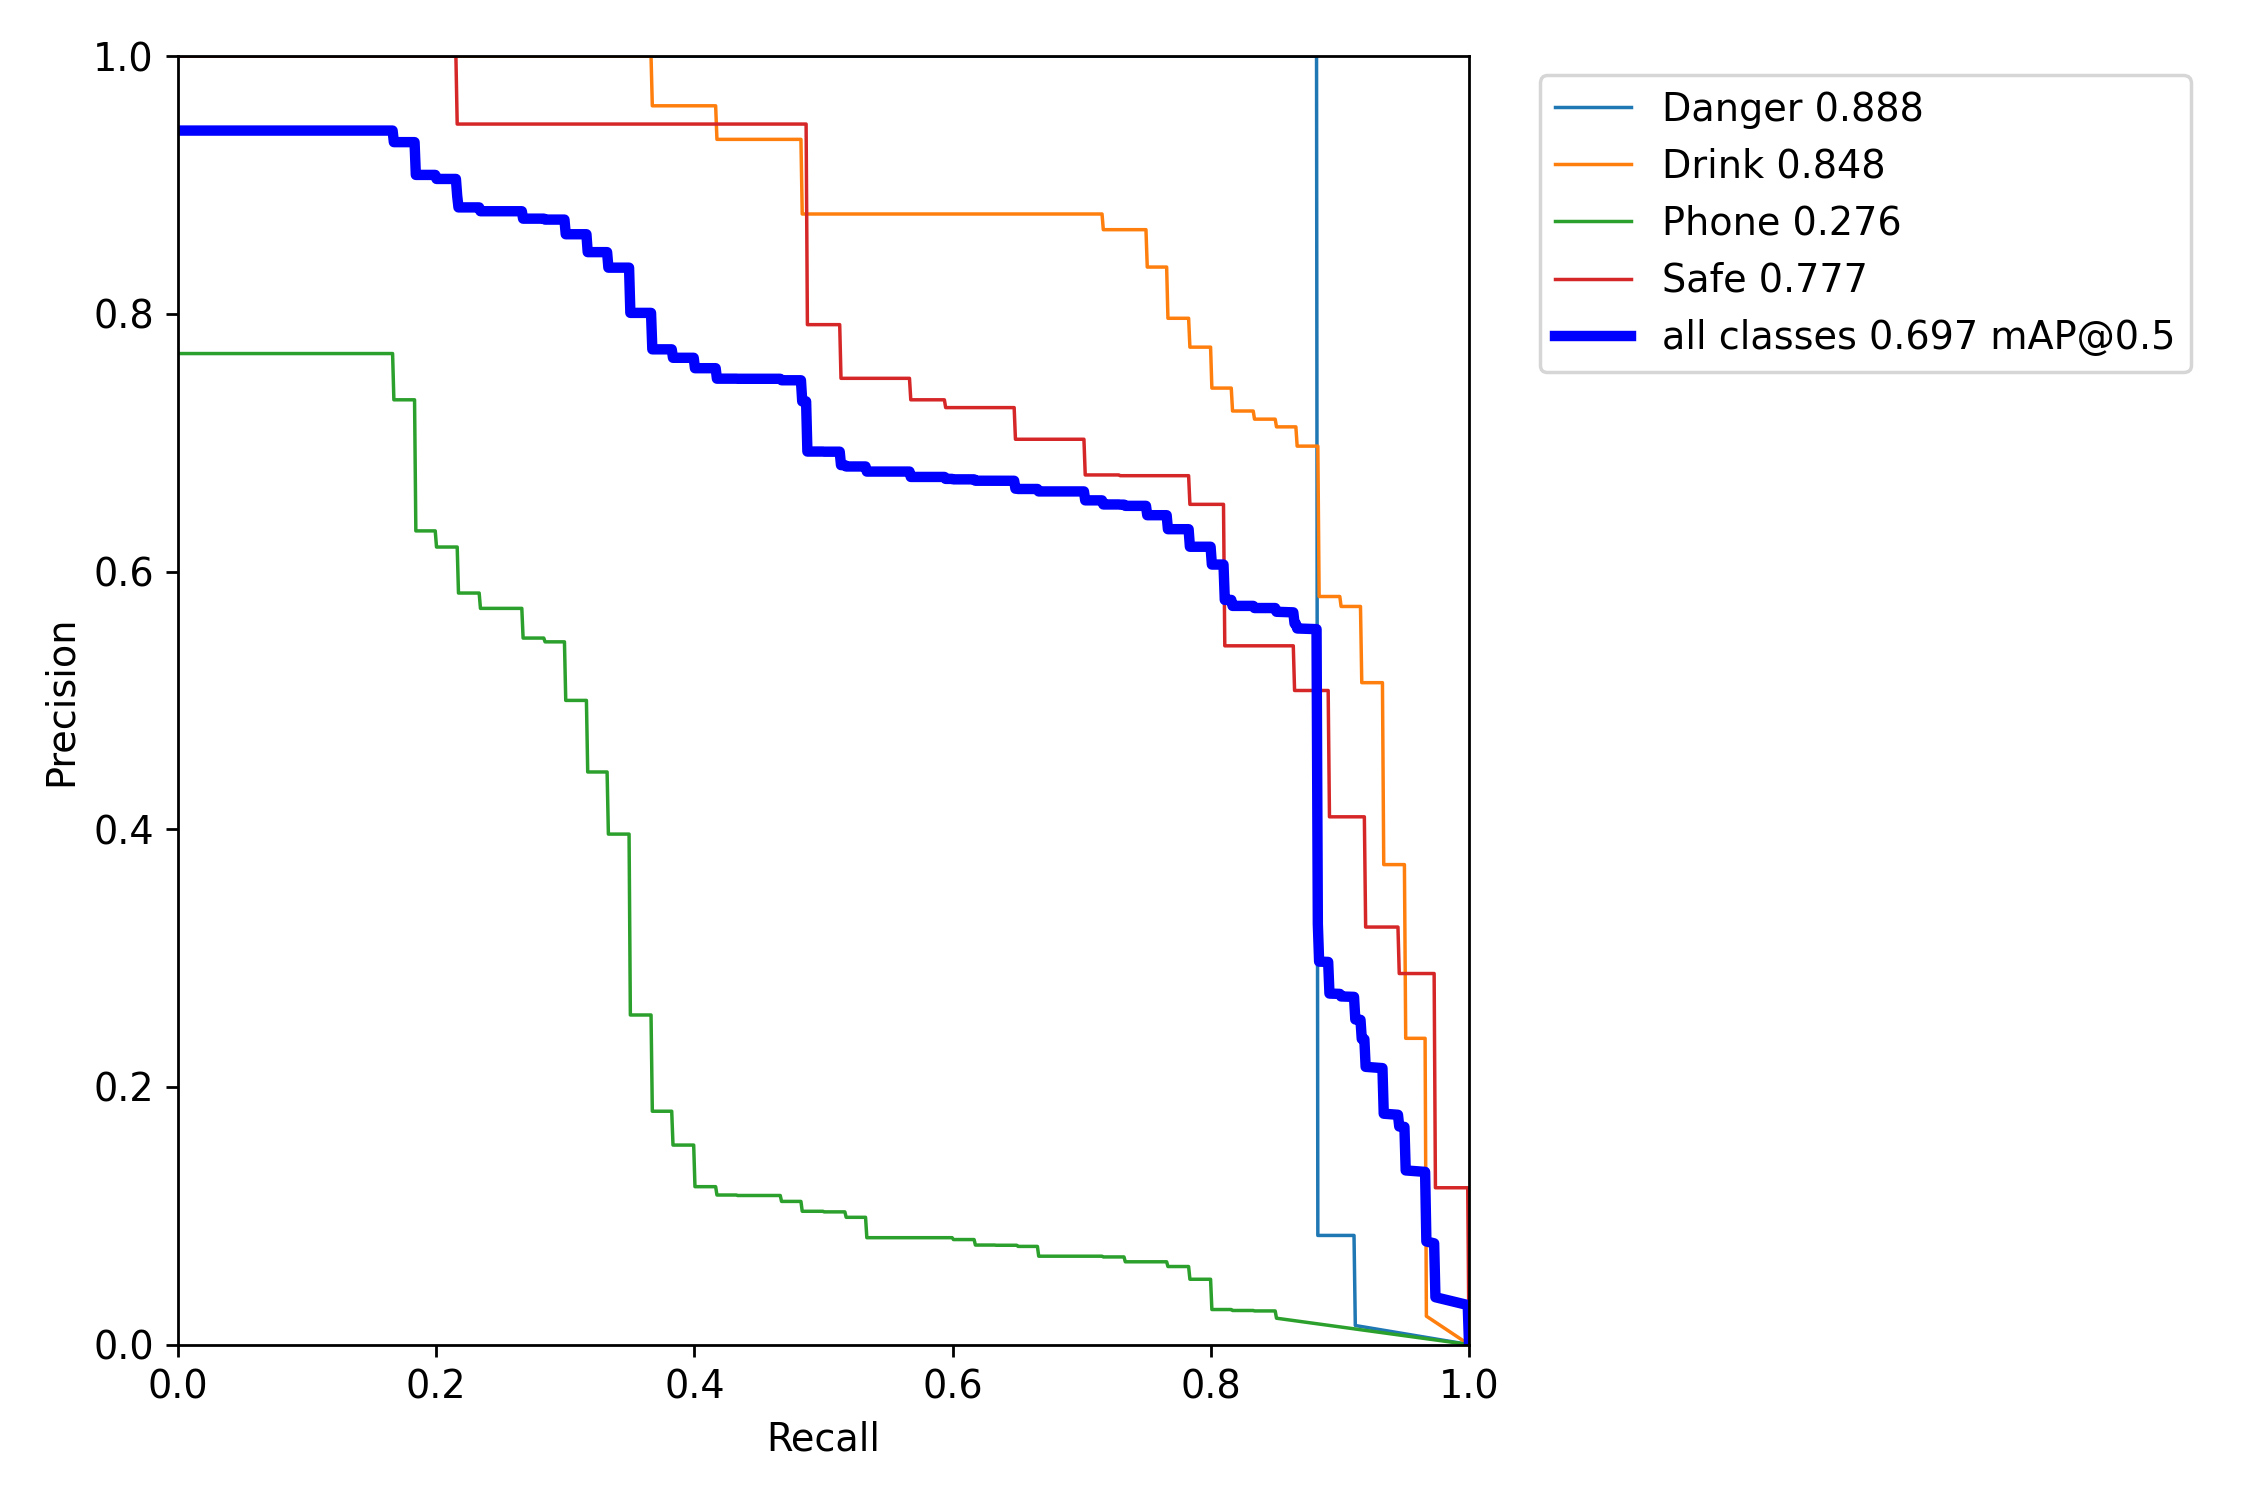 1.0
0.8
0.6
0.4
0.2
0.0
Precision
0.0 0.2 0.4 0.6 0.8 1.0
Recall
Danger 0.888
Drink 0.848
Phone 0.276
Safe 0.777
all classes 0.697 mAP@0.5